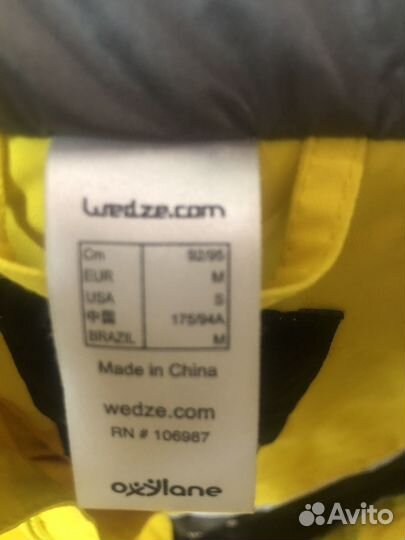 wedze.com
Cm 92/95
EUR M
USA S
中国 175/94A
BRAZIL M
Made in China
wedze.com
RN # 106987
oxylane
Avito